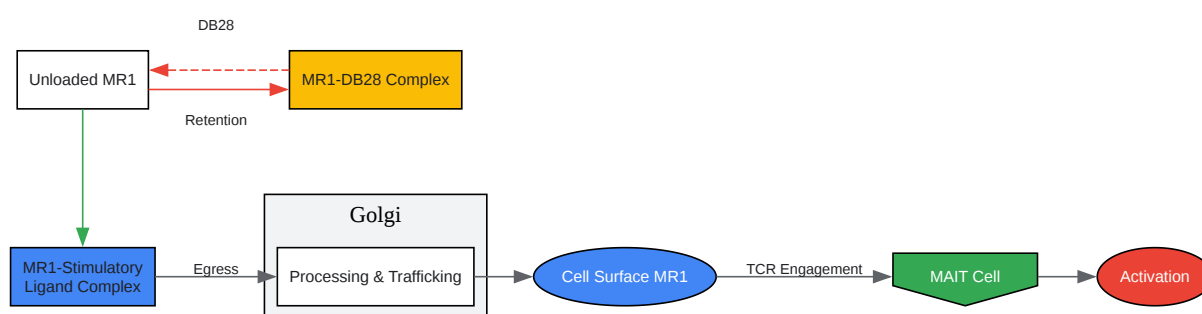 DB28
Unloaded MR1
MR1-DB28 Complex
Retention
Golgi
MR1-Stimulatory
Ligand Complex
Egress
Processing & Trafficking
Cell Surface MR1
TCR Engagement
MAIT Cell
Activation